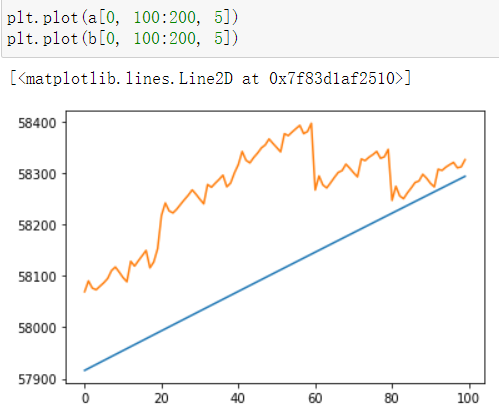 plt.plot(a[0, 100:200, 5])
plt.plot(b[0, 100:200, 5])
[<matplotlib.lines.Line2D at 0x7f83d1af2510>]
58400
58300
58200
58100
58000
57900
0 20 40 60 80 100